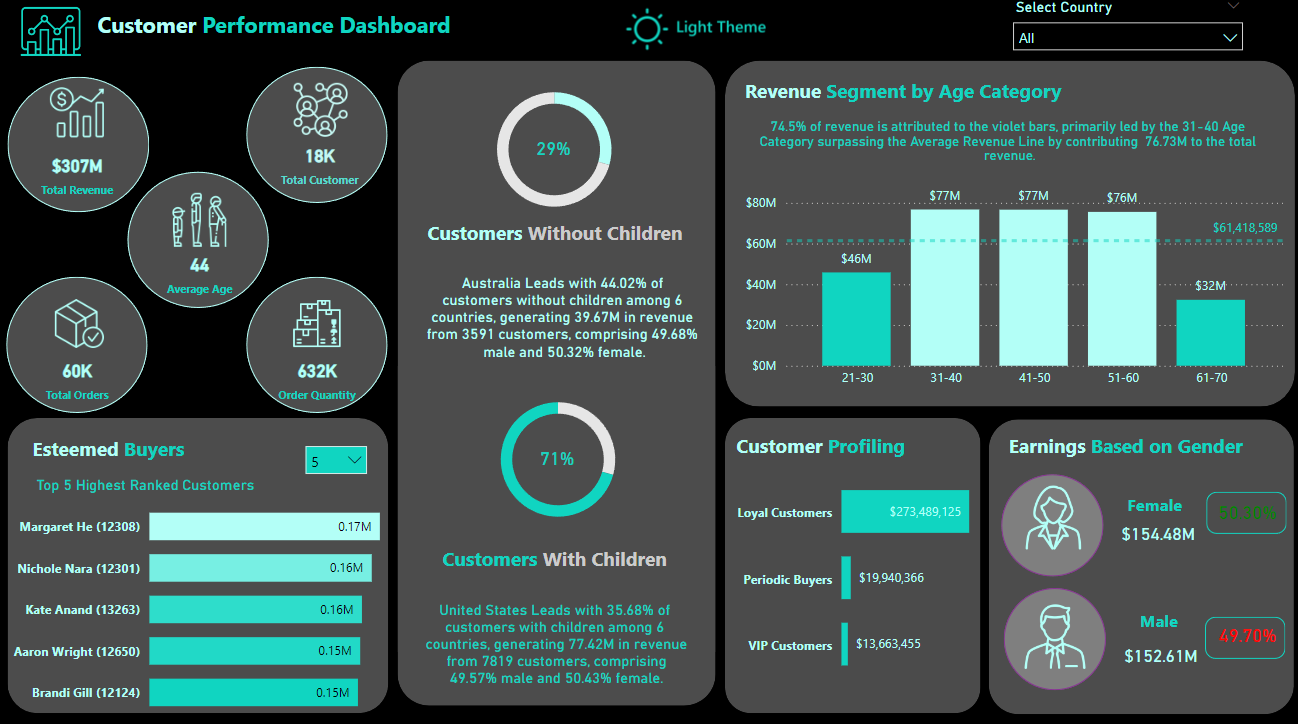 Customer Performance Dashboard
Light Theme
Select Country
All
$307M
Total Revenue
18K
Total Customer
44
Average Age
60K
Total Orders
632K
Order Quantity
29%
Customers Without Children
Australia Leads with 44.02% of
customers without children among 6
countries, generating 39.67M in revenue
from 3591 customers, comprising 49.68%
male and 50.32% female.
71%
Customers With Children
United States Leads with 35.68% of
customers with children among 6
countries, generating 77.42M in revenue
from 7819 customers, comprising
49.57% male and 50.43% female.
Revenue Segment by Age Category
74.5% of revenue is attributed to the violet bars, primarily led by the 31-40 Age
Category surpassing the Average Revenue Line by contributing 76.73M to the total
revenue.
$80M
$60M
$40M
$20M
$0M
$46M
$77M
$77M
$76M
$32M
$61,418,589
21-30
31-40
41-50
51-60
61-70
Esteemed Buyers
5
Top 5 Highest Ranked Customers
Margaret He (12308) 0.17M
Nichole Nara (12301) 0.16M
Kate Anand (13263) 0.16M
Aaron Wright (12650) 0.15M
Brandi Gill (12124) 0.15M
Customer Profiling
Loyal Customers $273,489,125
Periodic Buyers $19,940,366
VIP Customers $13,663,455
Earnings Based on Gender
Female
$154.48M
50.30%
Male
$152.61M
49.70%